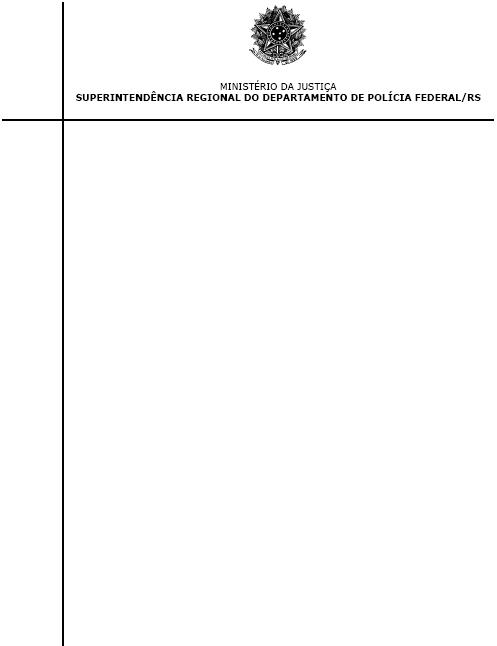 MINISTÉRIO DA JUSTIÇA
SUPERINTENDÊNCIA REGIONAL DO DEPARTAMENTO DE POLÍCIA FEDERAL/RS